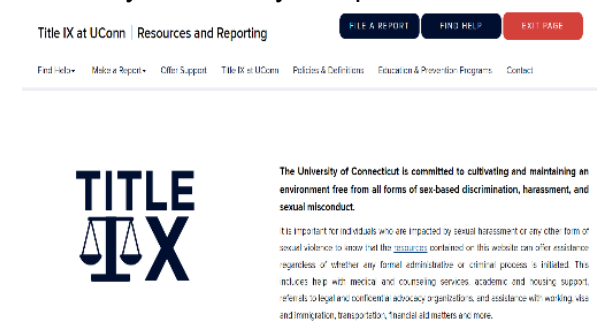 Title IX at UConn | Resources and Reporting
FILE A REPORT
FIND HELP
EXIT PAGE
Find Help
Make a Report
Offer Support
Title IX at UConn
Policies & Definitions
Education & Prevention Programs
Contact
TITLE
IX
The University of Connecticut is committed to cultivating and maintaining an
environment free from all forms of sex-based discrimination, harassment, and
sexual misconduct.
It is important for individuals who are impacted by sexual harassment or any other form of
sexual violence to know that the resources contained on this website can offer assistance
regardless of whether any formal administrative or criminal process is initiated. This
includes help with medical and counseling services, academic and housing support,
referrals to legal and confidential advocacy organizations, and assistance with working, visa
and immigration, transportation, financial aid matters and more.